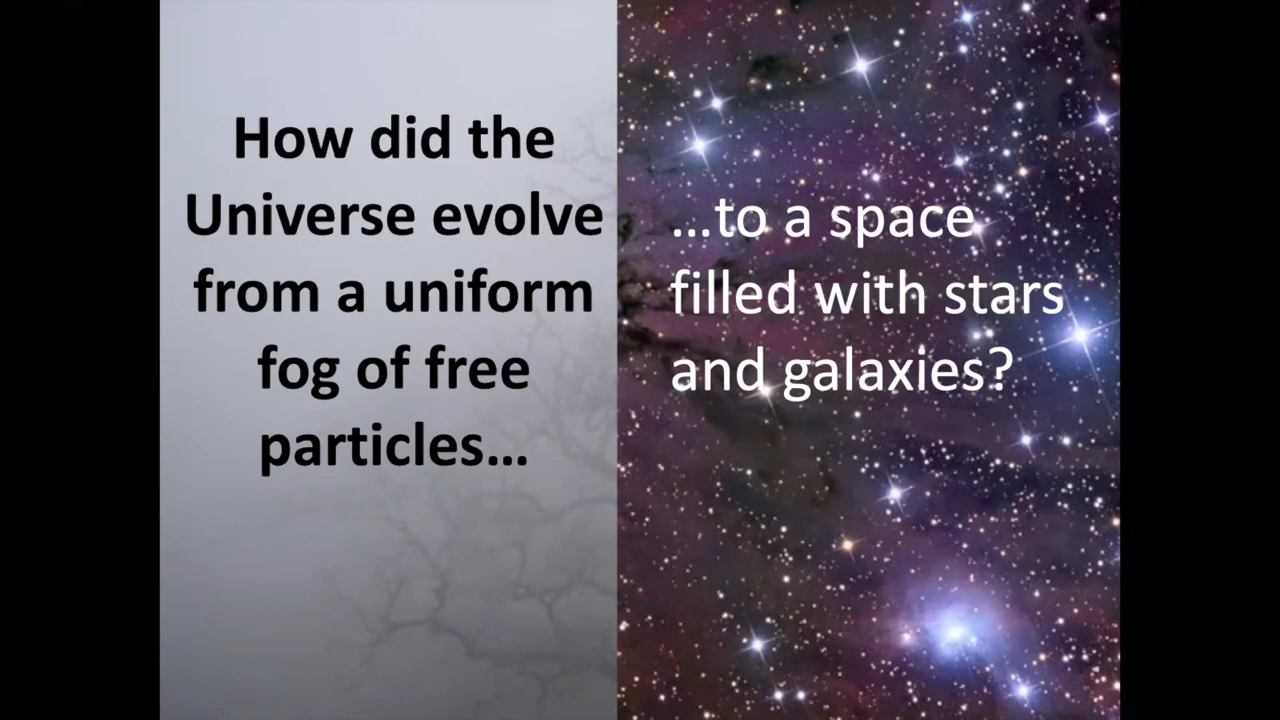 How did the
Universe evolve
from a uniform
fog of free
particles…
…to a space
filled with stars
and galaxies?